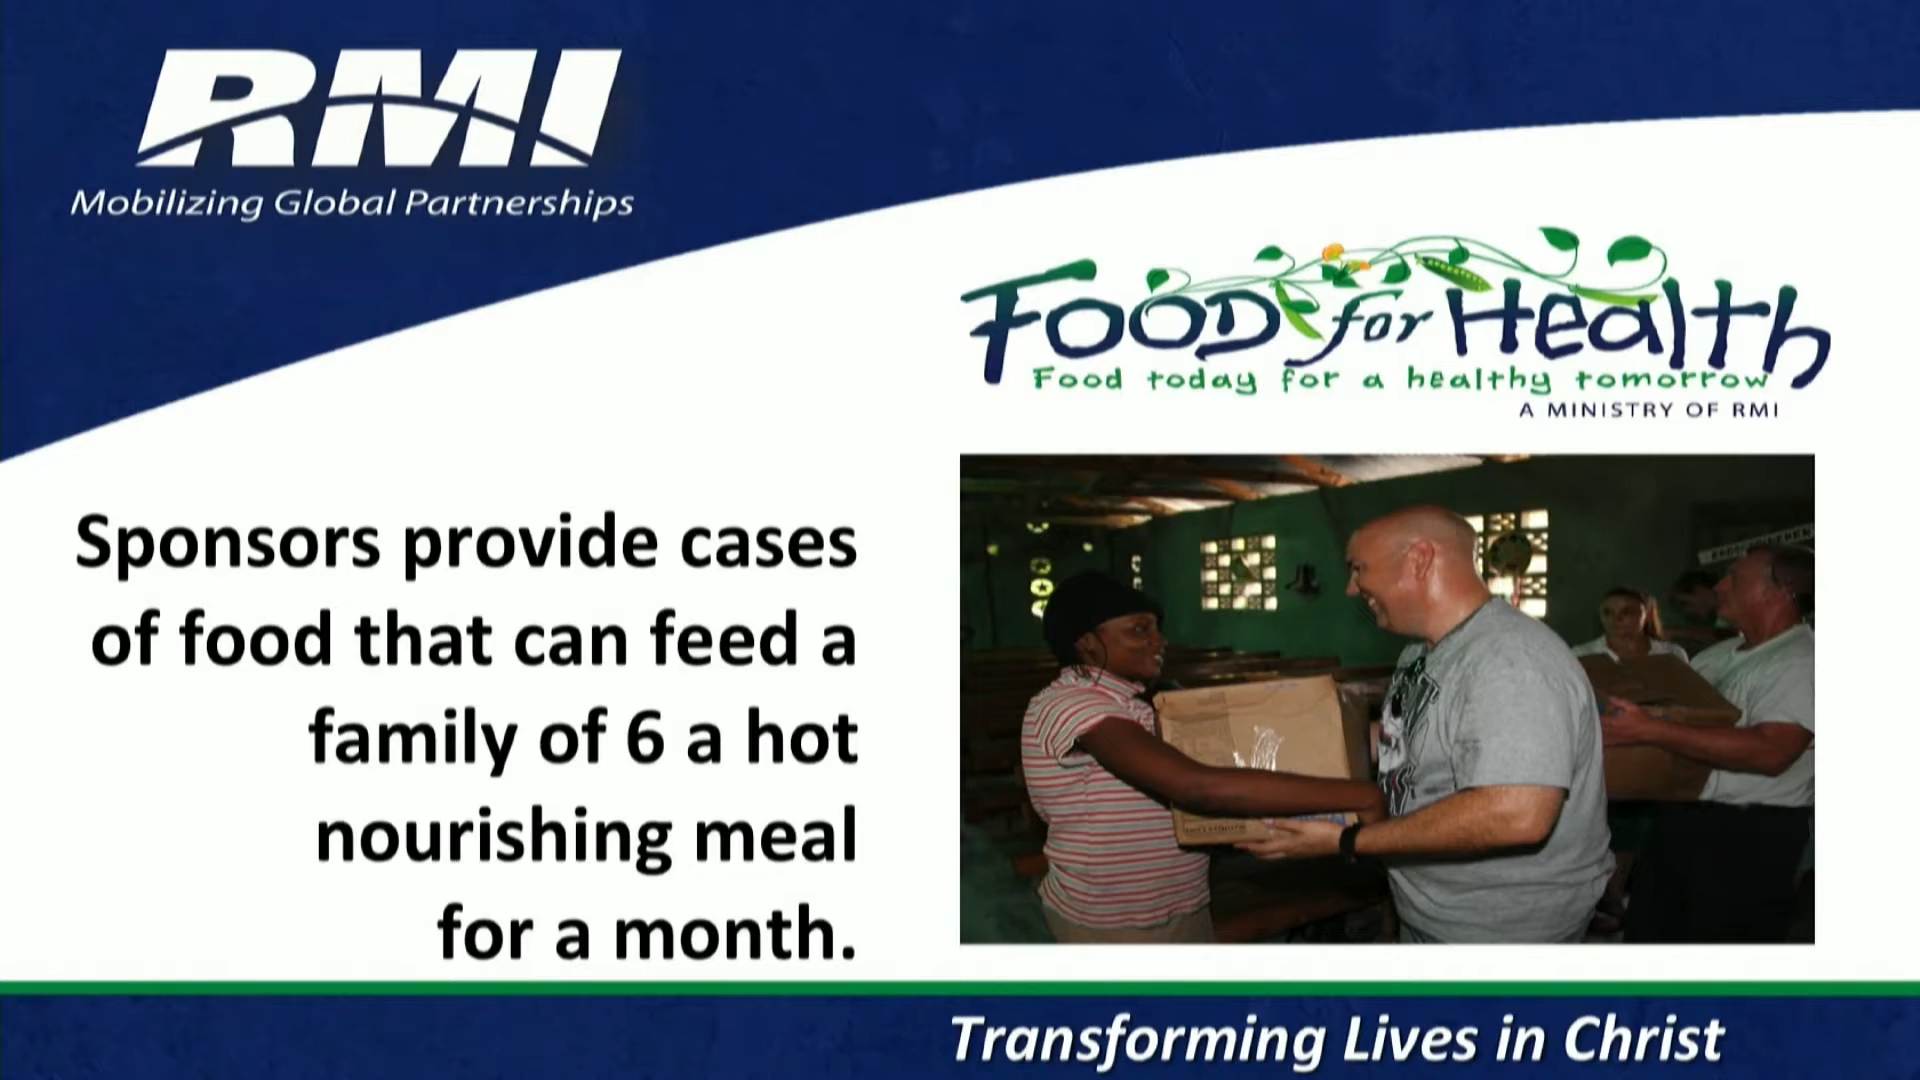 RMI
Mobilizing Global Partnerships
Food for Health
Food today for a healthy tomorrow
A MINISTRY OF RMI
Sponsors provide cases
of food that can feed a
family of 6 a hot
nourishing meal
for a month.
Transforming Lives in Christ